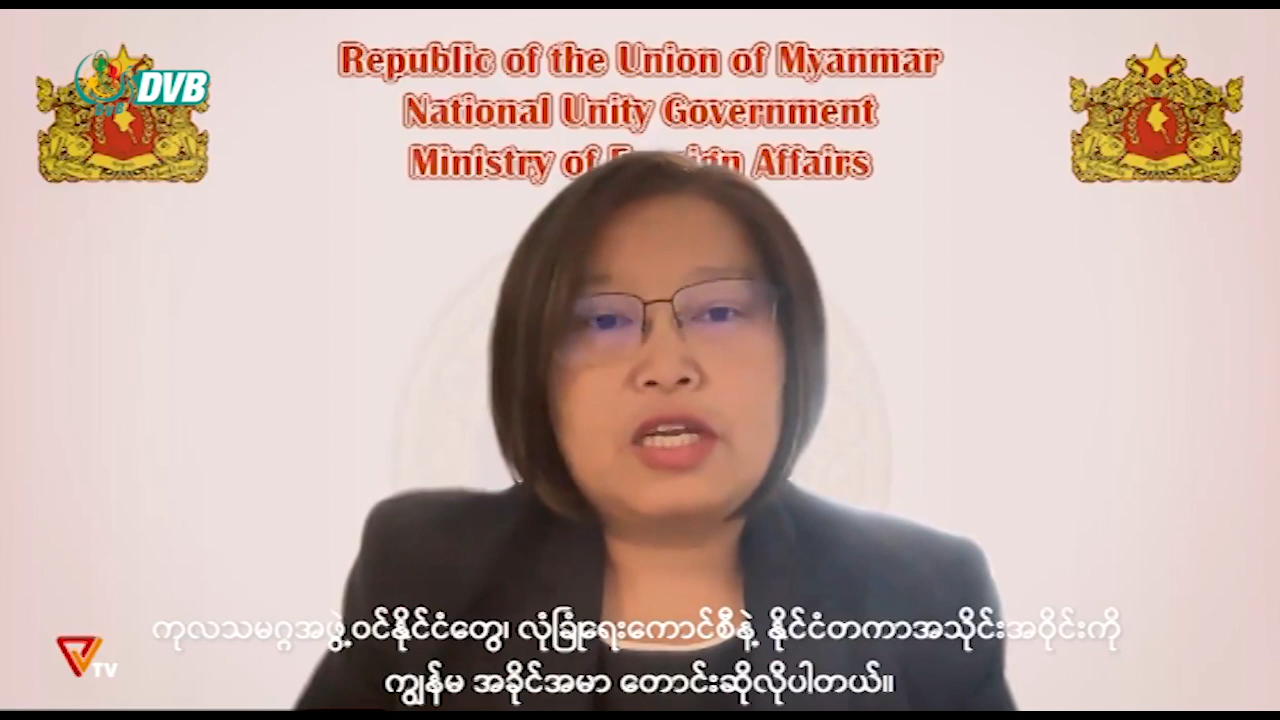 DVB
Republic of the Union of Myanmar
National Unity Government
Ministry of Foreign Affairs
ကုလသမဂ္ဂအဖွဲ့ဝင်နိုင်ငံတွေ၊ လုံခြုံရေးကောင်စီနဲ့ နိုင်ငံတကာအသိုင်းအဝိုင်းကို
ကျွန်မ အခိုင်အမာ တောင်းဆိုလိုပါတယ်။
TV